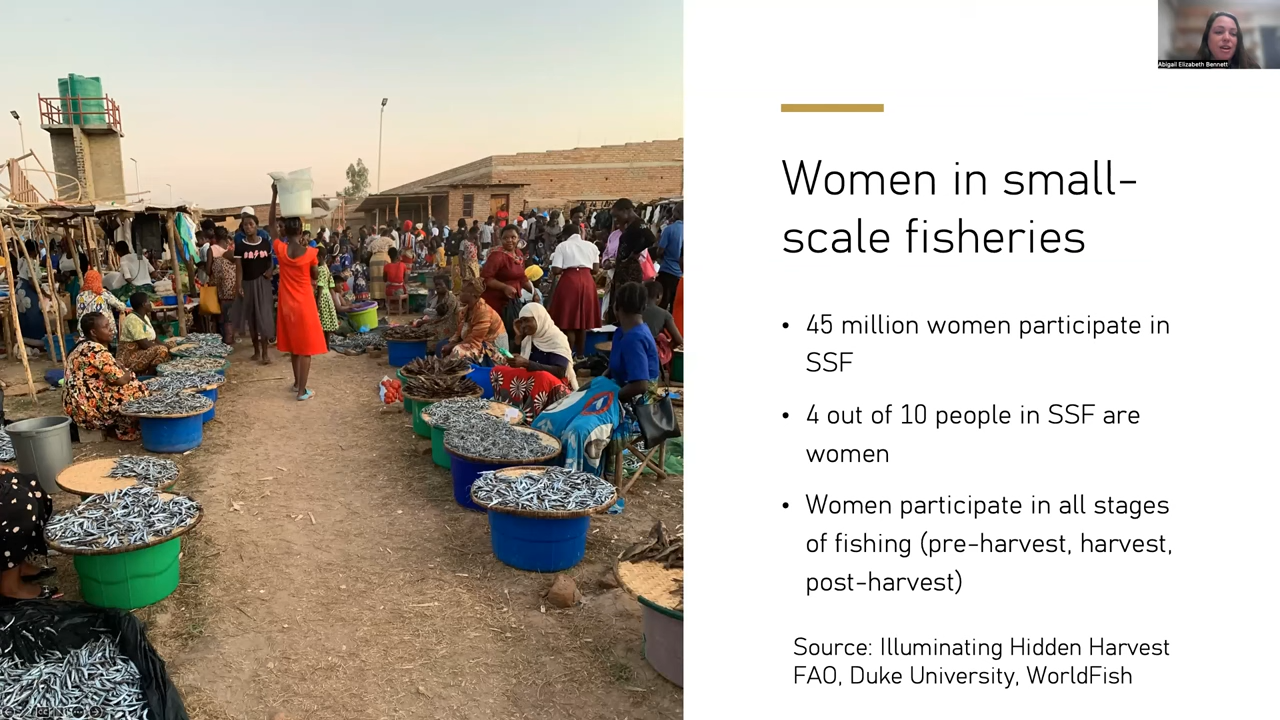 Abigail Elizabeth Bennett
Women in small-
scale fisheries
• 45 million women participate in
SSF
• 4 out of 10 people in SSF are
women
• Women participate in all stages
of fishing (pre-harvest, harvest,
post-harvest)
Source: Illuminating Hidden Harvest
FAO, Duke University, WorldFish